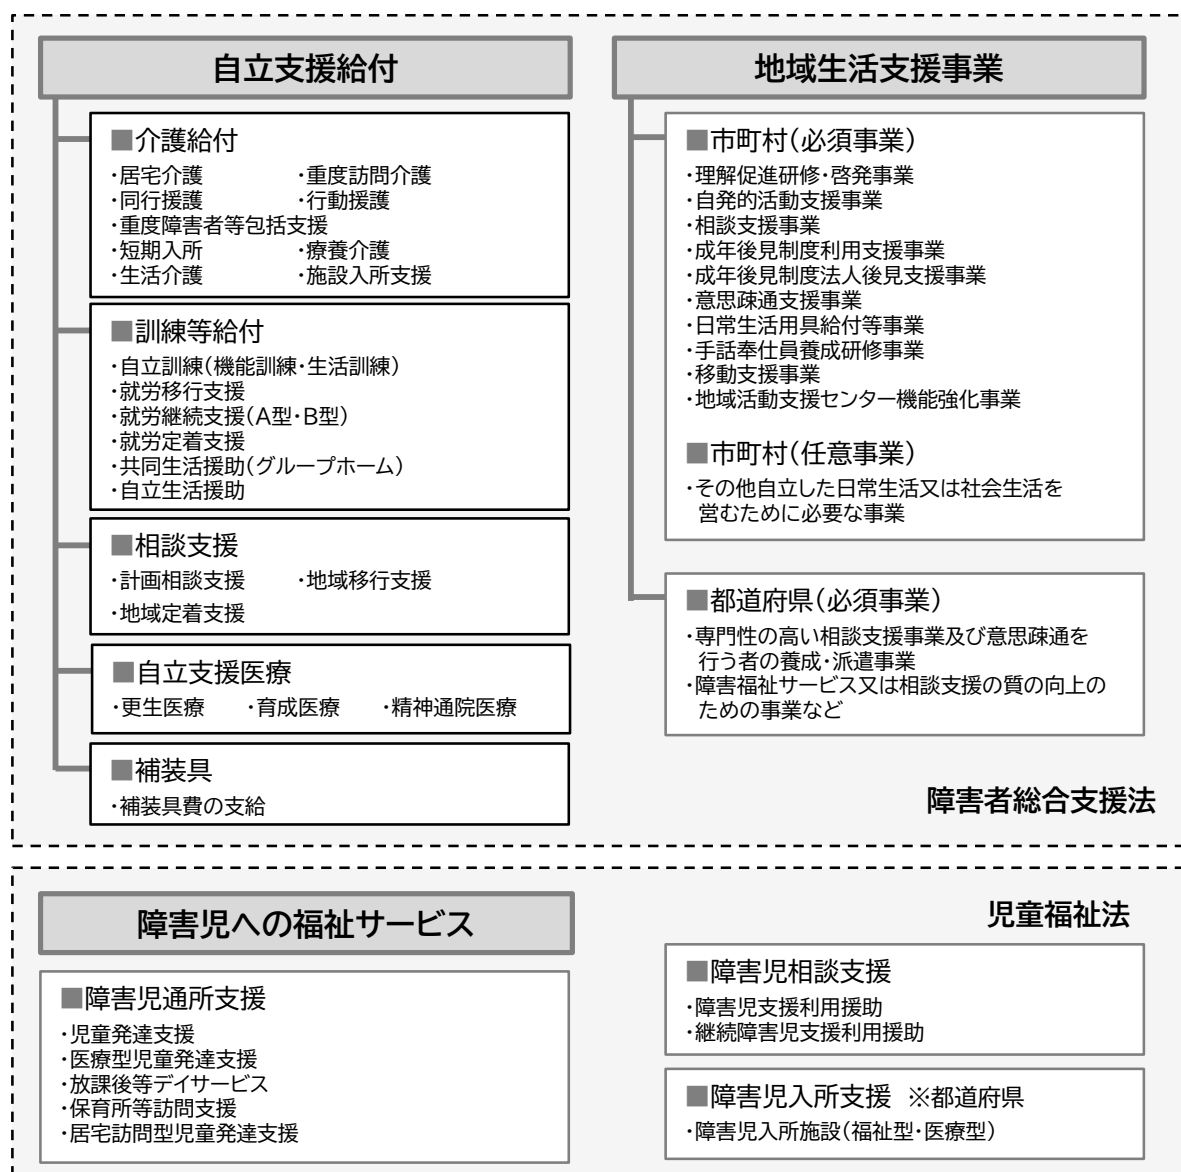 自立支援給付
■介護給付
・居宅介護 ・重度訪問介護
・同行援護 ・行動援護
・重度障害者等包括支援
・短期入所 ・療養介護
・生活介護 ・施設入所支援
■訓練等給付
・自立訓練(機能訓練・生活訓練)
・就労移行支援
・就労継続支援(A型・B型)
・就労定着支援
・共同生活援助(グループホーム)
・自立生活援助
■相談支援
・計画相談支援 ・地域移行支援
・地域定着支援
■自立支援医療
・更生医療 ・育成医療 ・精神通院医療
■補装具
・補装具費の支給
地域生活支援事業
■市町村(必須事業)
・理解促進研修・啓発事業
・自発的活動支援事業
・相談支援事業
・成年後見制度利用支援事業
・成年後見制度法人後見支援事業
・意思疎通支援事業
・日常生活用具給付等事業
・手話奉仕員養成研修事業
・移動支援事業
・地域活動支援センター機能強化事業
■市町村(任意事業)
・その他自立した日常生活又は社会生活を
営むために必要な事業
■都道府県(必須事業)
・専門性の高い相談支援事業及び意思疎通を
行う者の養成・派遣事業
・障害福祉サービス又は相談支援の質の向上の
ための事業など
障害者総合支援法
障害児への福祉サービス
■障害児通所支援
・児童発達支援
・医療型児童発達支援
・放課後等デイサービス
・保育所等訪問支援
・居宅訪問型児童発達支援
児童福祉法
■障害児相談支援
・障害児支援利用援助
・継続障害児支援利用援助
■障害児入所支援 ※都道府県
・障害児入所施設(福祉型・医療型)